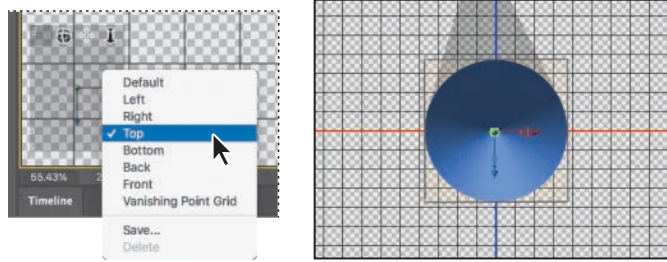 Default
Left
Right
✓ Top
Bottom
Back
Front
55.43%
Vanishing Point Grid
Timeline
Save...
Delete